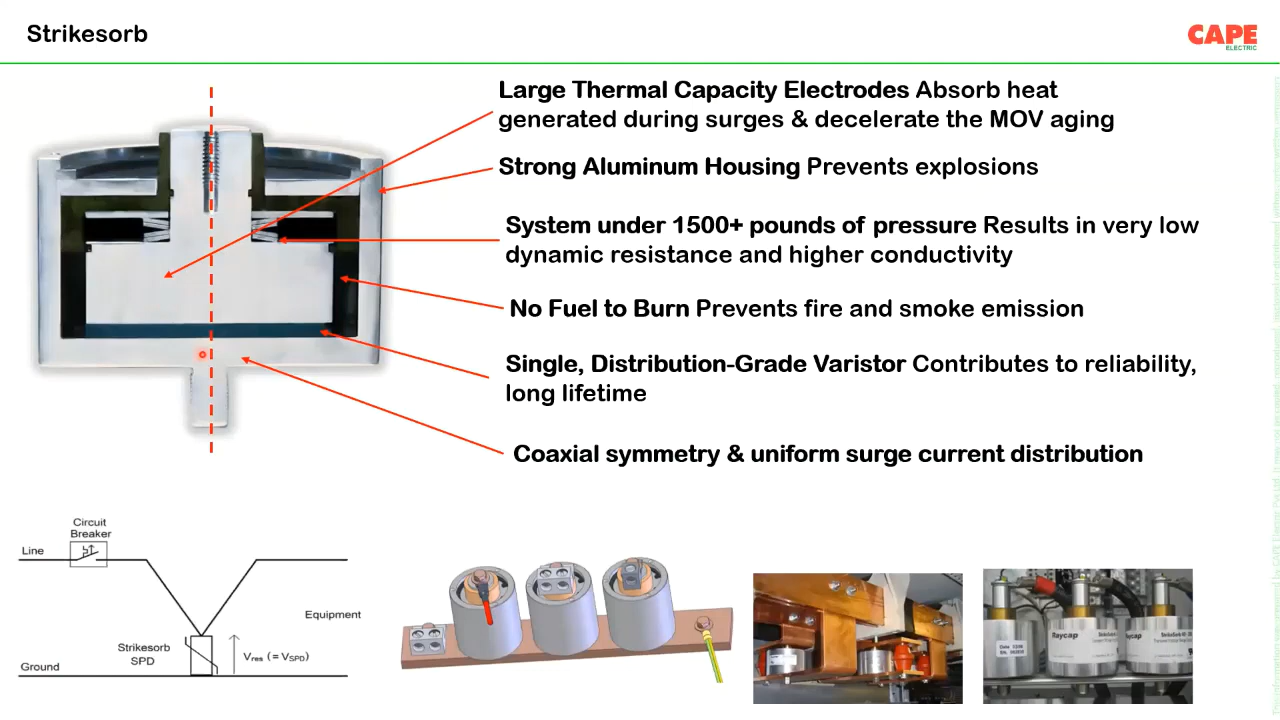 Strikesorb
CAPE
ELECTRIC
Large Thermal Capacity Electrodes Absorb heat
generated during surges & decelerate the MOV aging
Strong Aluminum Housing Prevents explosions
System under 1500+ pounds of pressure Results in very low
dynamic resistance and higher conductivity
No Fuel to Burn Prevents fire and smoke emission
Single, Distribution-Grade Varistor Contributes to reliability,
long lifetime
Coaxial symmetry & uniform surge current distribution
Circuit
Breaker
Line
Equipment
Strikesorb
SPD
Vres (= VSPD)
Ground
Raycap
Raycap